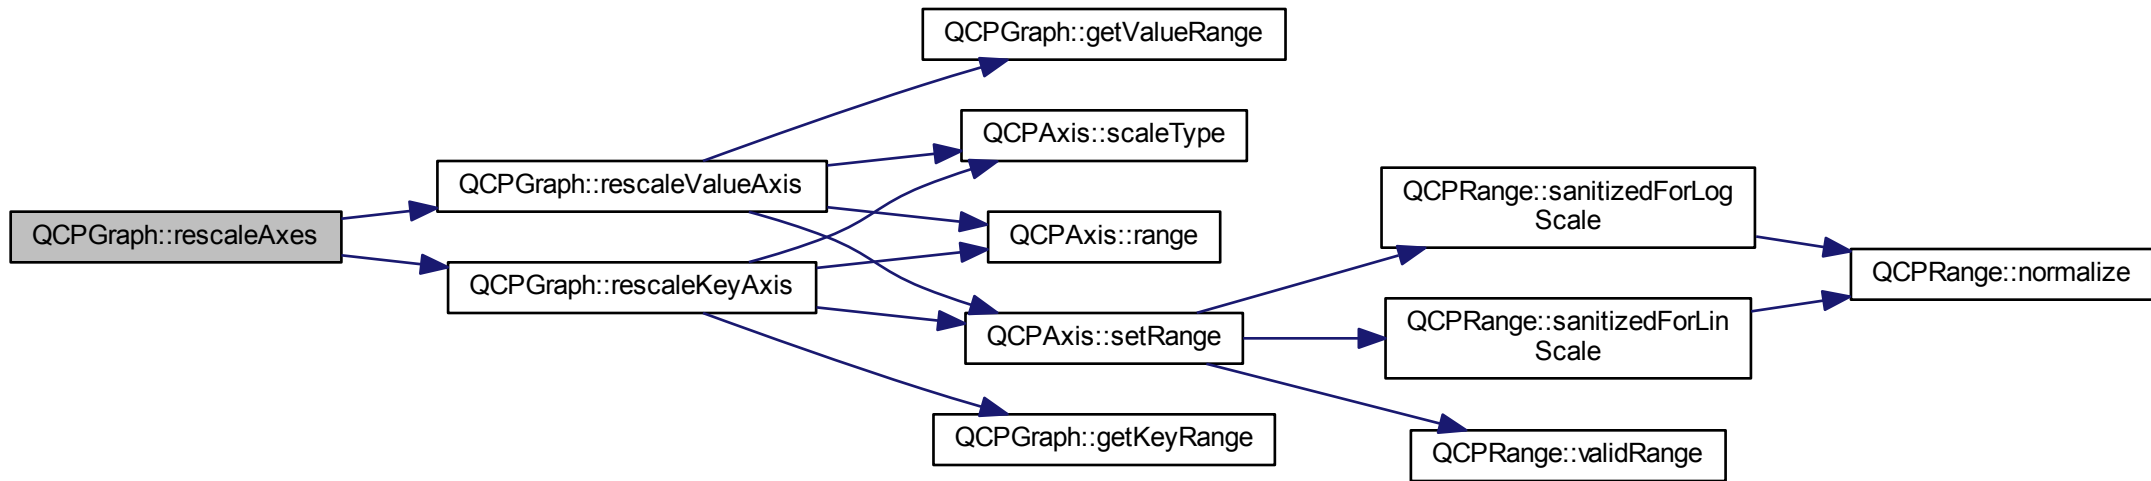 QCPGraph::getValueRange
QCPAxis::scaleType
QCPGraph::rescaleValueAxis
QCPRange::sanitizedForLog
Scale
QCPGraph::rescaleAxes
QCPAxis::range
QCPGraph::rescaleKeyAxis
QCPRange::normalize
QCPAxis::setRange
QCPRange::sanitizedForLin
Scale
QCPGraph::getKeyRange
QCPRange::validRange